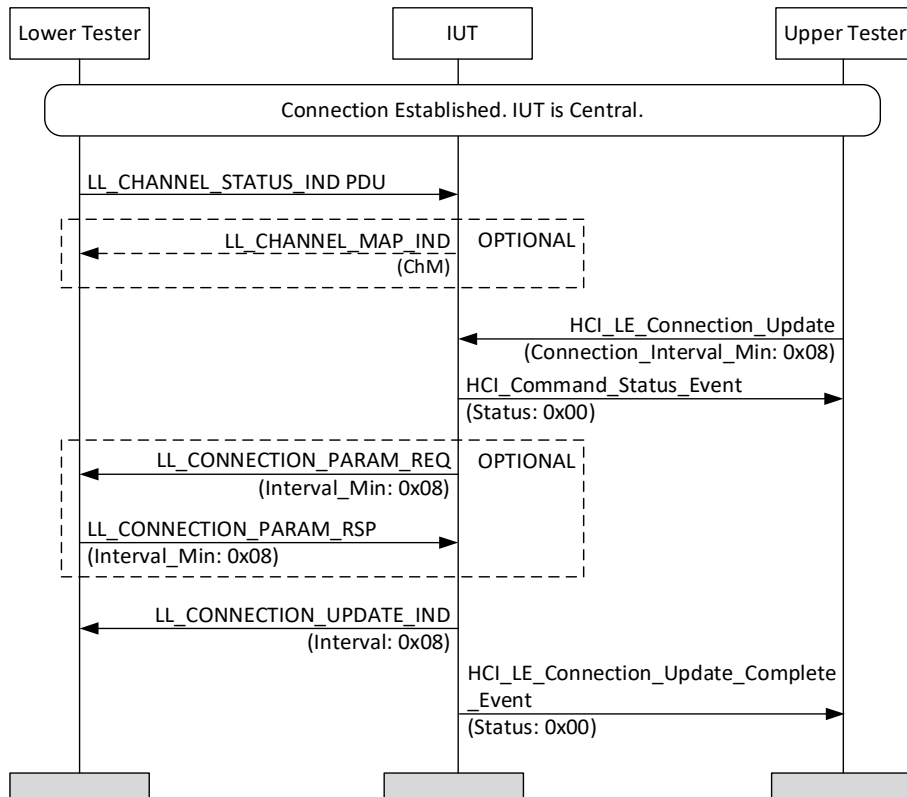 Lower Tester
IUT
Upper Tester
Connection Established. IUT is Central.
LL_CHANNEL_STATUS_IND PDU
LL_CHANNEL_MAP_IND
(ChM)
OPTIONAL
HCI_LE_Connection_Update
(Connection_Interval_Min: 0x08)
HCI_Command_Status_Event
(Status: 0x00)
LL_CONNECTION_PARAM_REQ
(Interval_Min: 0x08)
OPTIONAL
LL_CONNECTION_PARAM_RSP
(Interval_Min: 0x08)
LL_CONNECTION_UPDATE_IND
(Interval: 0x08)
HCI_LE_Connection_Update_Complete
_Event
(Status: 0x00)